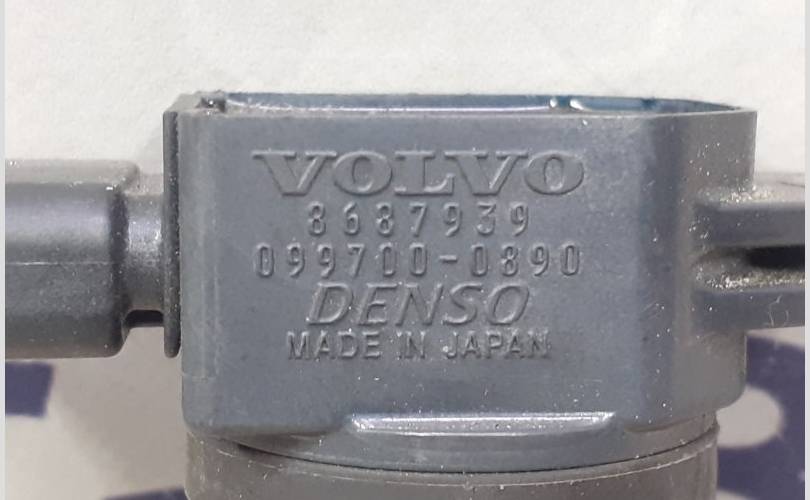 VOLVO
8687939
099700-0890
DENSO
MADE IN JAPAN